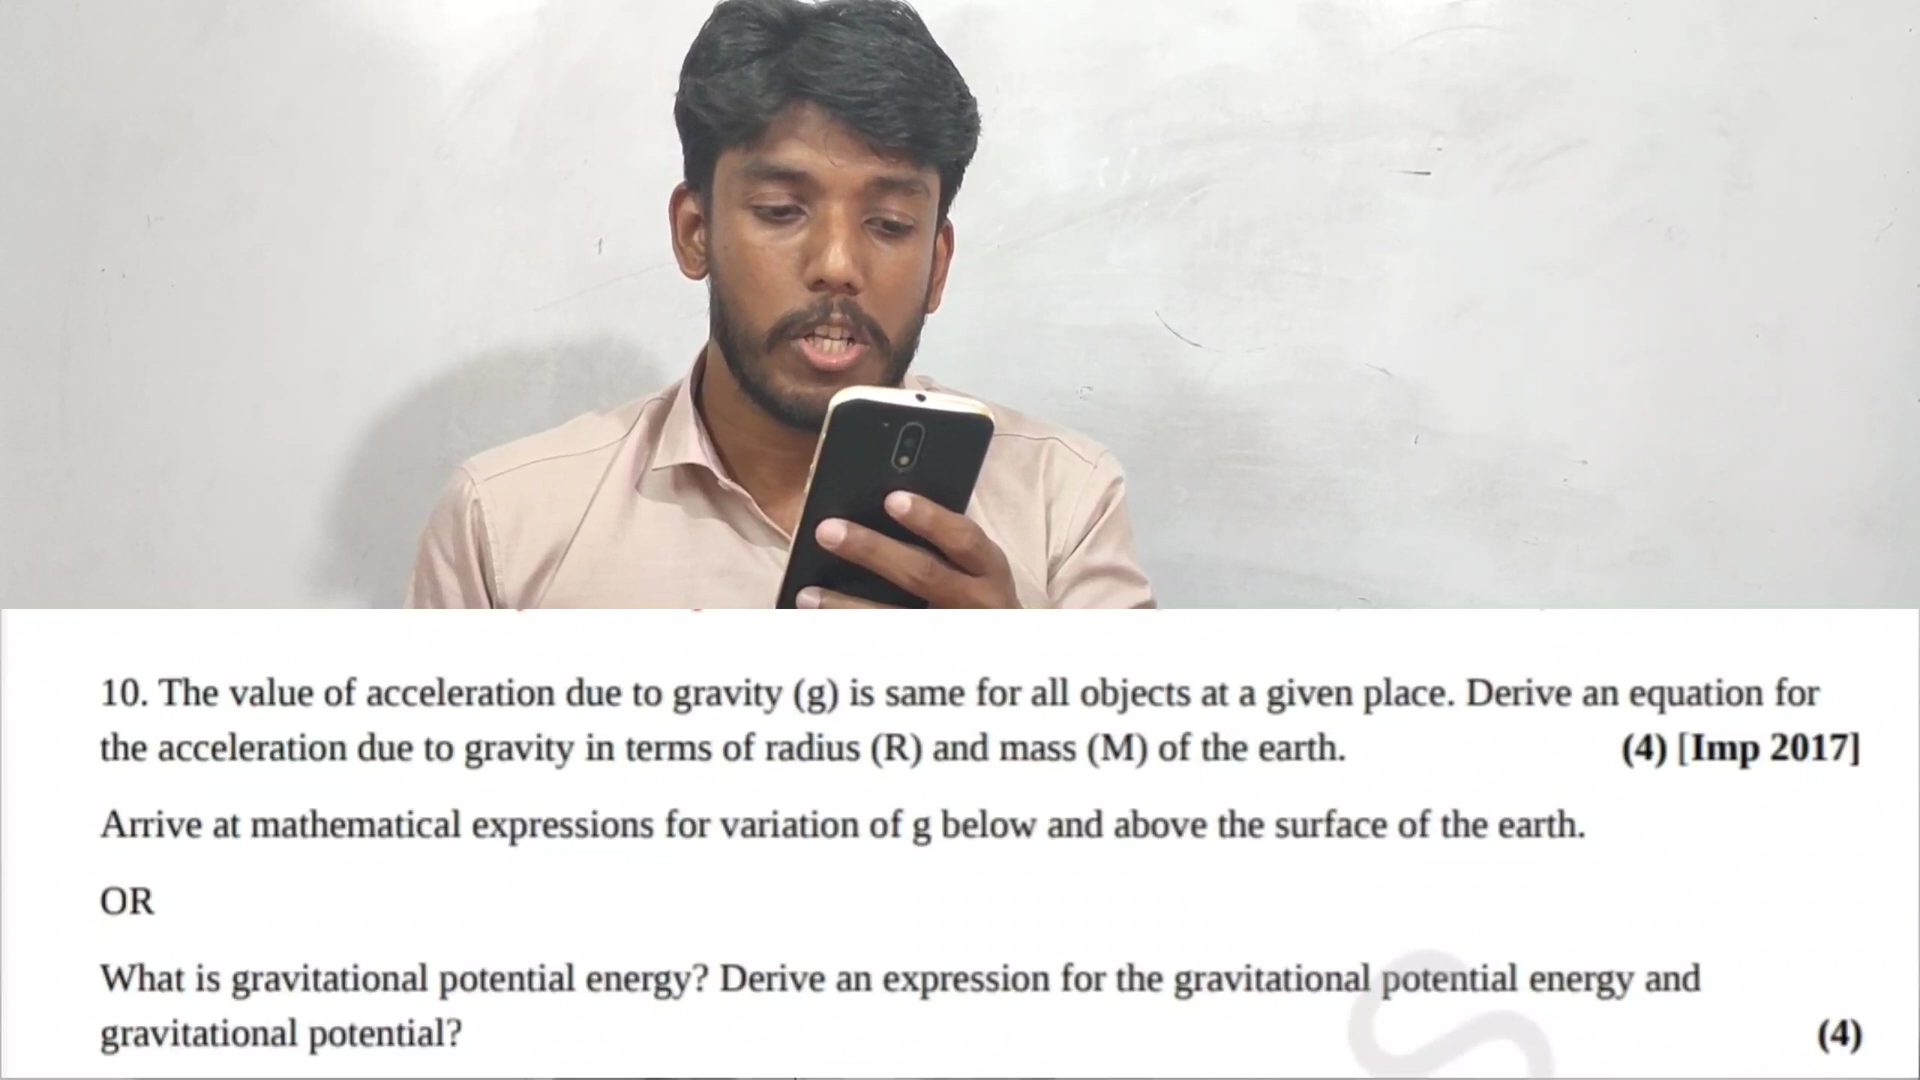 10. The value of acceleration due to gravity (g) is same for all objects at a given place. Derive an equation for
the acceleration due to gravity in terms of radius (R) and mass (M) of the earth. (4) [Imp 2017]
Arrive at mathematical expressions for variation of g below and above the surface of the earth.
OR
What is gravitational potential energy? Derive an expression for the gravitational potential energy and
gravitational potential? (4)